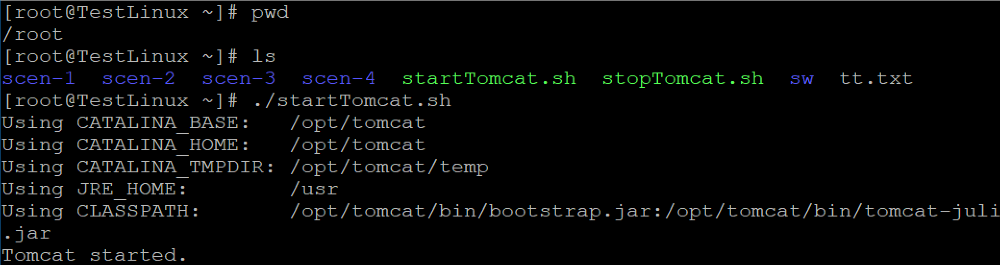 [root@TestLinux ~]# pwd
/root
[root@TestLinux ~]# ls
scen-1  scen-2  scen-3  scen-4  startTomcat.sh  stopTomcat.sh  sw  tt.txt
[root@TestLinux ~]# ./startTomcat.sh
Using CATALINA_BASE:   /opt/tomcat
Using CATALINA_HOME:   /opt/tomcat
Using CATALINA_TMPDIR: /opt/tomcat/temp
Using JRE_HOME:        /usr
Using CLASSPATH:       /opt/tomcat/bin/bootstrap.jar:/opt/tomcat/bin/tomcat-juli
.jar
Tomcat started.